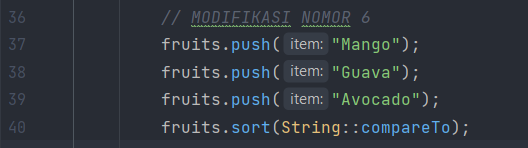 36 // MODIFIKASI NOMOR 6
37 fruits.push( item: "Mango");
38 fruits.push( item: "Guava");
39 fruits.push( item: "Avocado");
40 fruits.sort(String::compareTo);